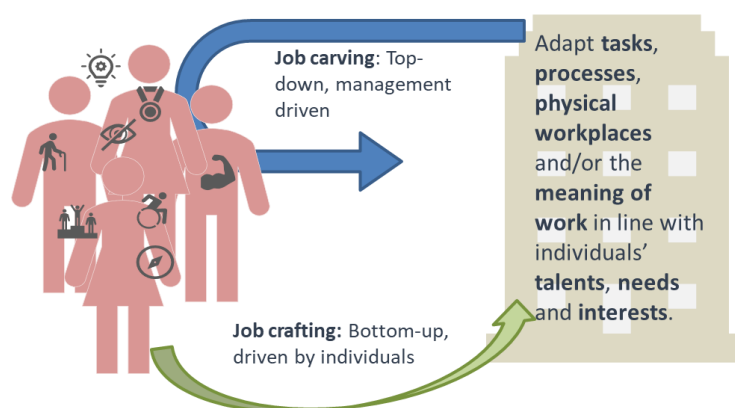 Job carving: Top-
down, management
driven
Adapt tasks,
processes,
physical
workplaces
and/or the
meaning of
work in line with
individuals'
talents, needs
and interests.
Job crafting: Bottom-up,
driven by individuals